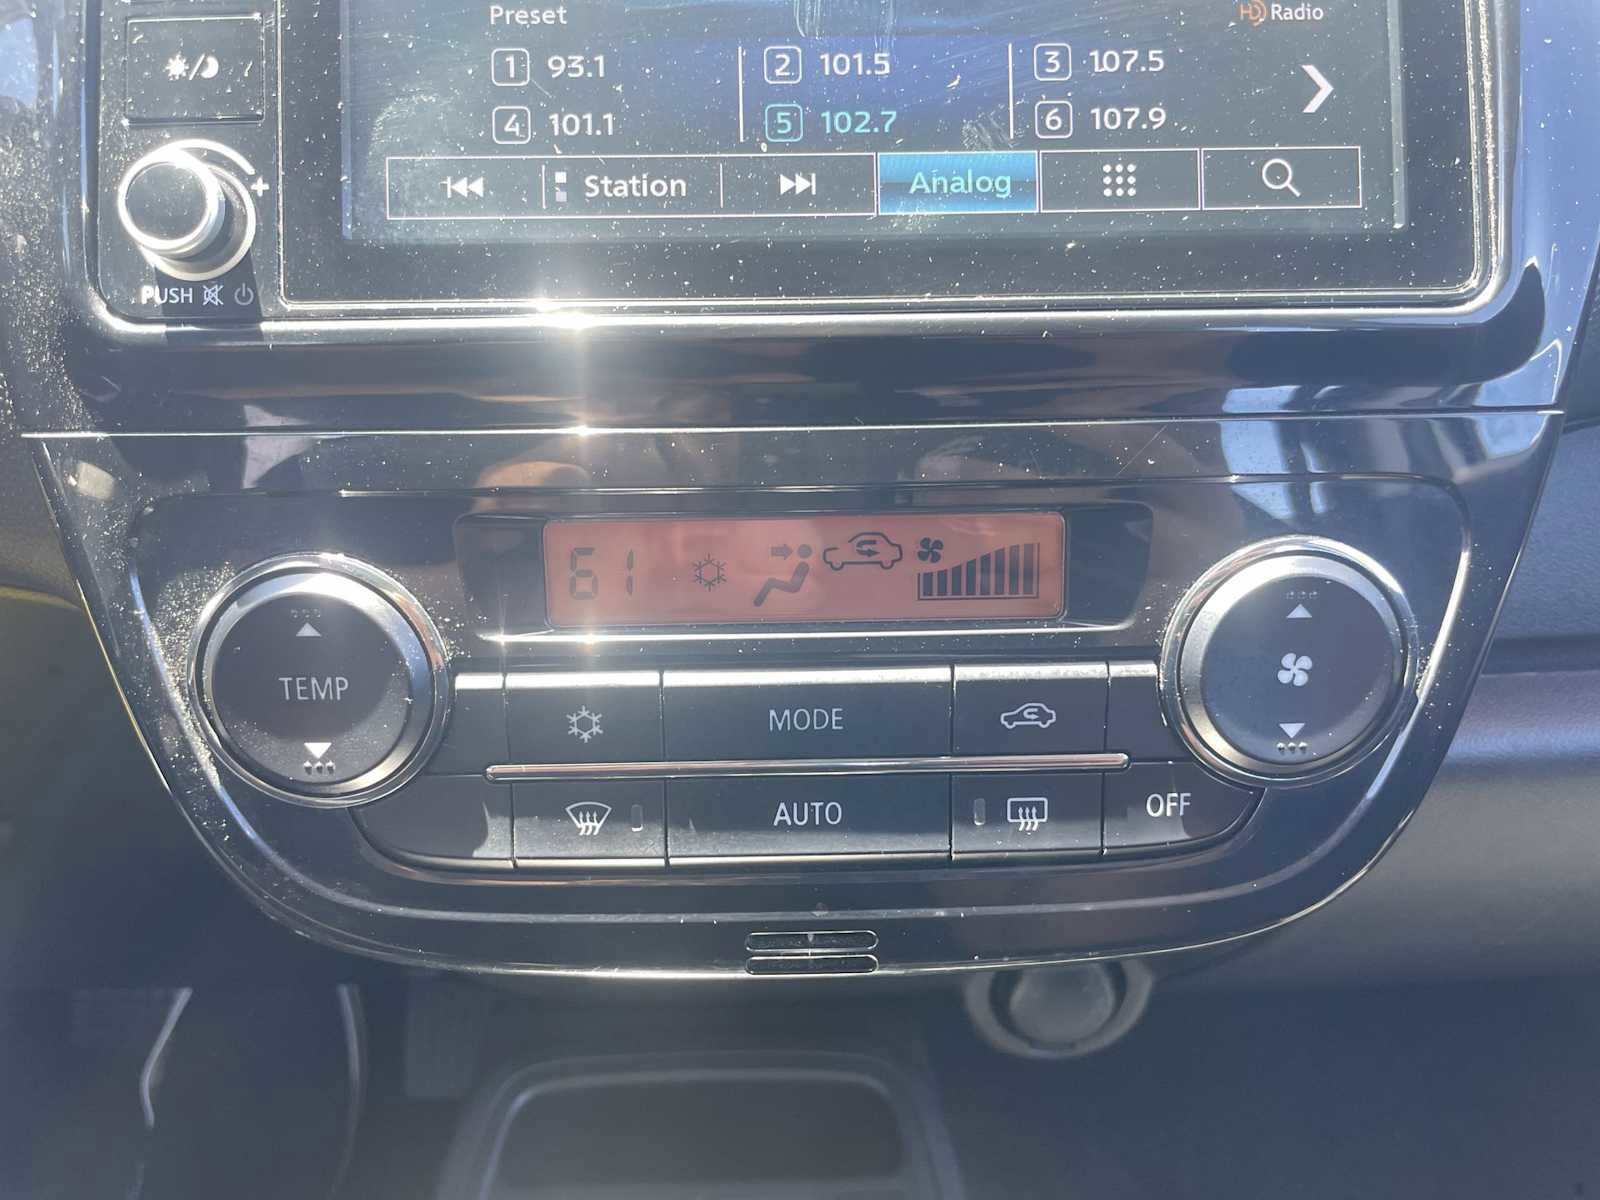 Preset
HD Radio
1 93.1
2 101.5
3 107.5
4 101.1
5 102.7
6 107.9
Station
Analog
PUSH
61
TEMP
MODE
AUTO
OFF